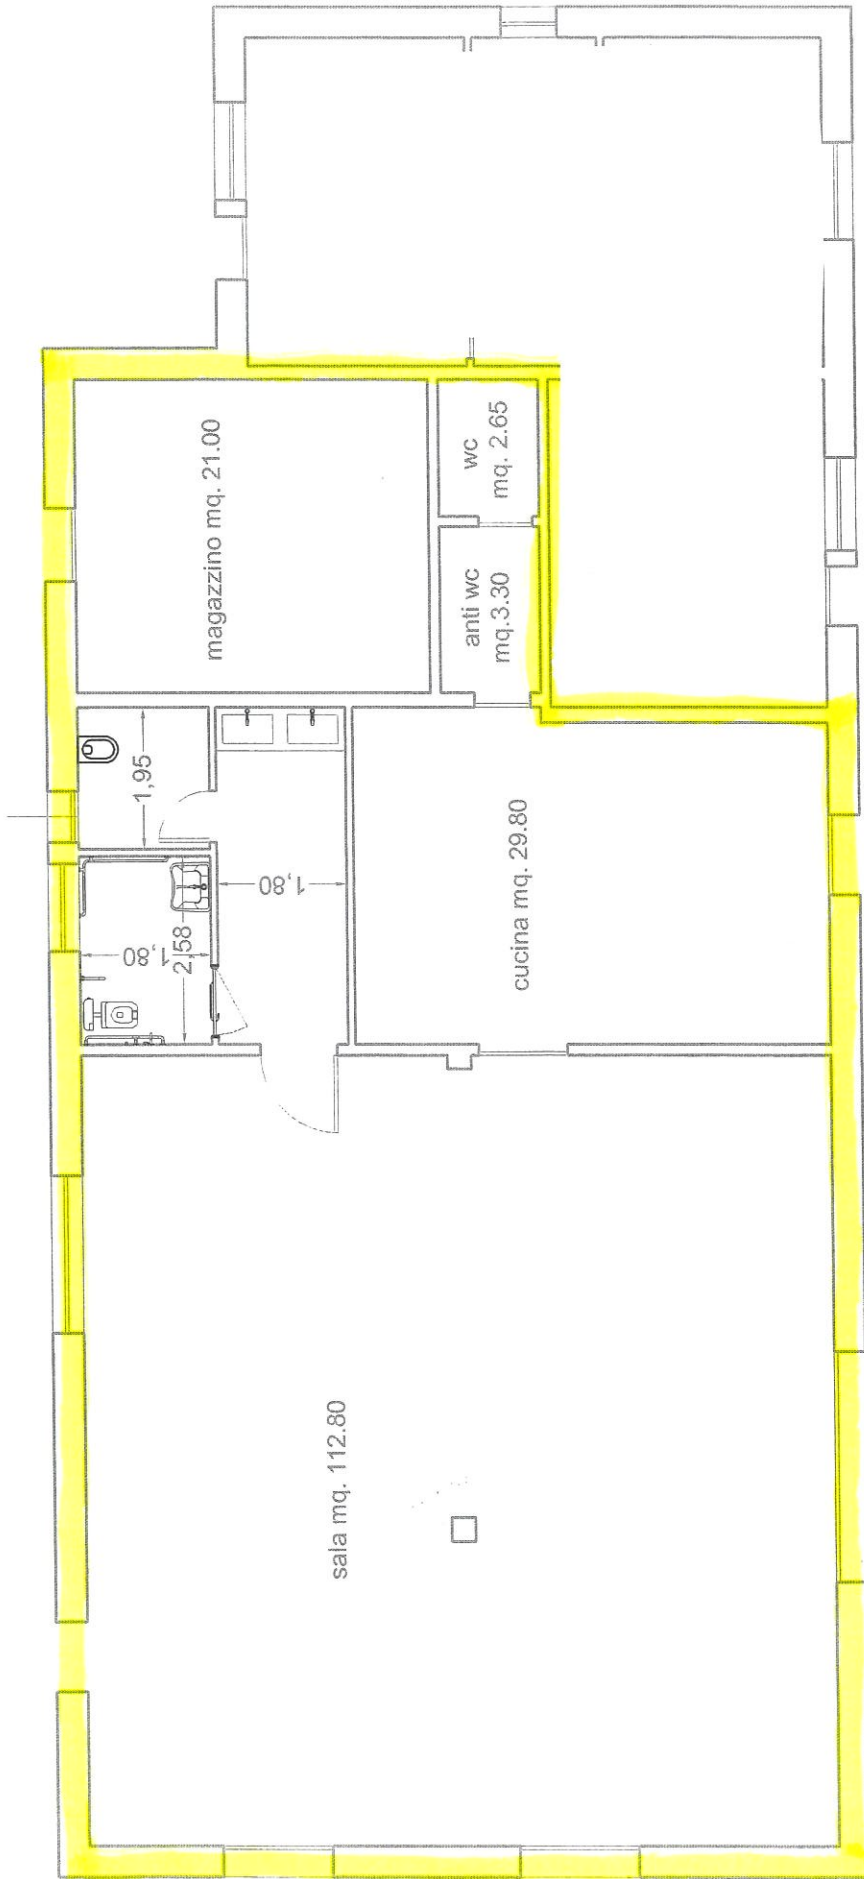 magazzino mq. 21.00
wc
mq. 2.65
anti wc
mq.3.30
1,95
1,80
1,80
2,58
cucina mq. 29.80
sala mq. 112.80